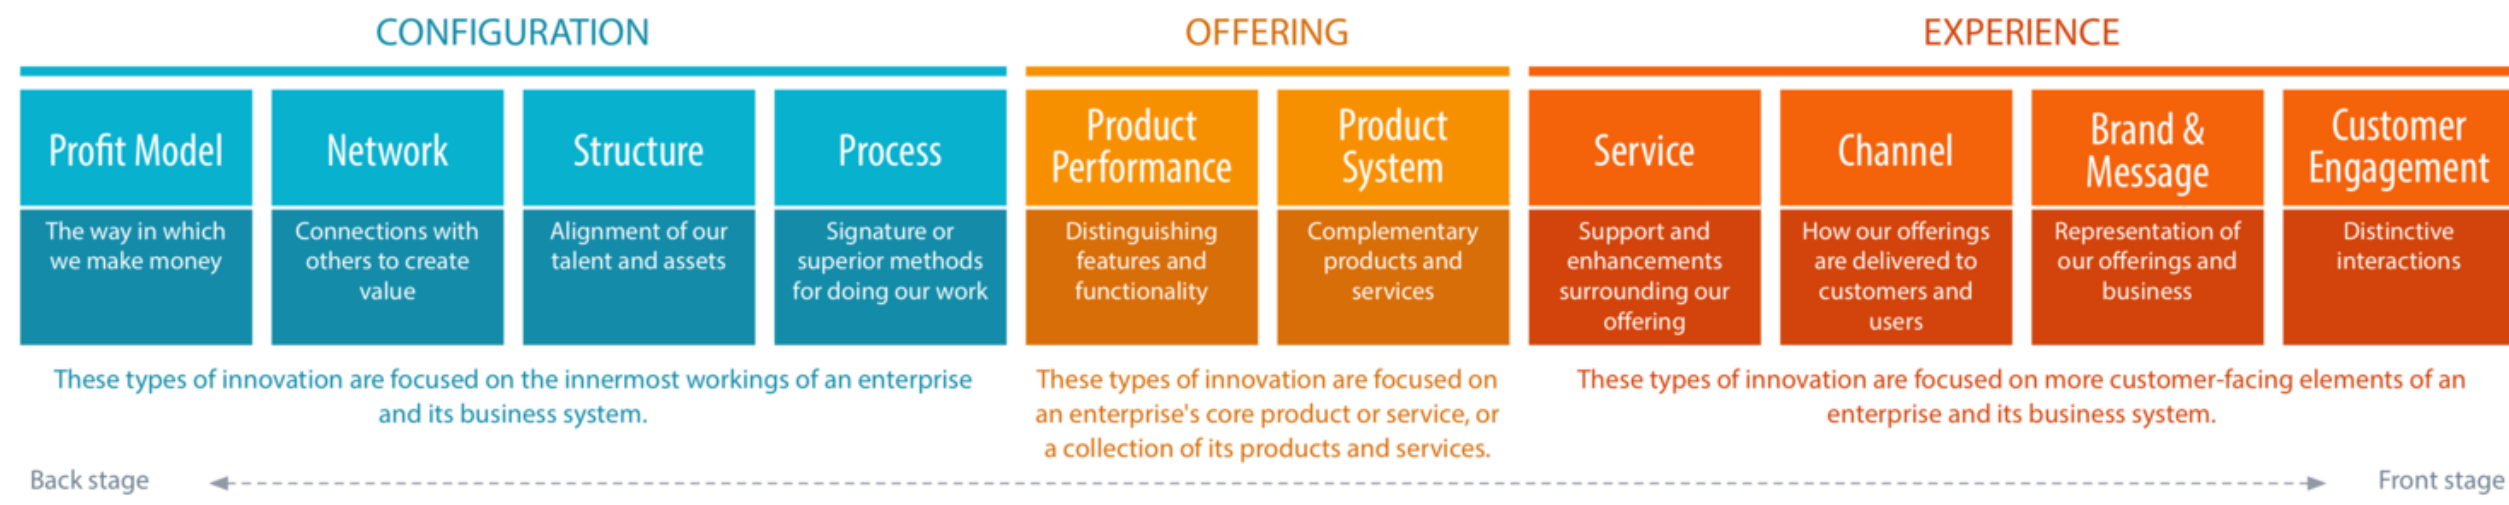 CONFIGURATION
OFFERING
EXPERIENCE
Profit Model
The way in which
we make money
Network
Connections with
others to create
value
Structure
Alignment of our
talent and assets
Process
Signature or
superior methods
for doing our work
Product
Performance
Distinguishing
features and
functionality
Product
System
Complementary
products and
services
Service
Support and
enhancements
surrounding our
offering
Channel
How our offerings
are delivered to
customers and
users
Brand &
Message
Representation of
our offerings and
business
Customer
Engagement
Distinctive
interactions
These types of innovation are focused on the innermost workings of an enterprise
and its business system.
These types of innovation are focused on
an enterprise's core product or service, or
a collection of its products and services.
These types of innovation are focused on more customer-facing elements of an
enterprise and its business system.
Back stage
Front stage